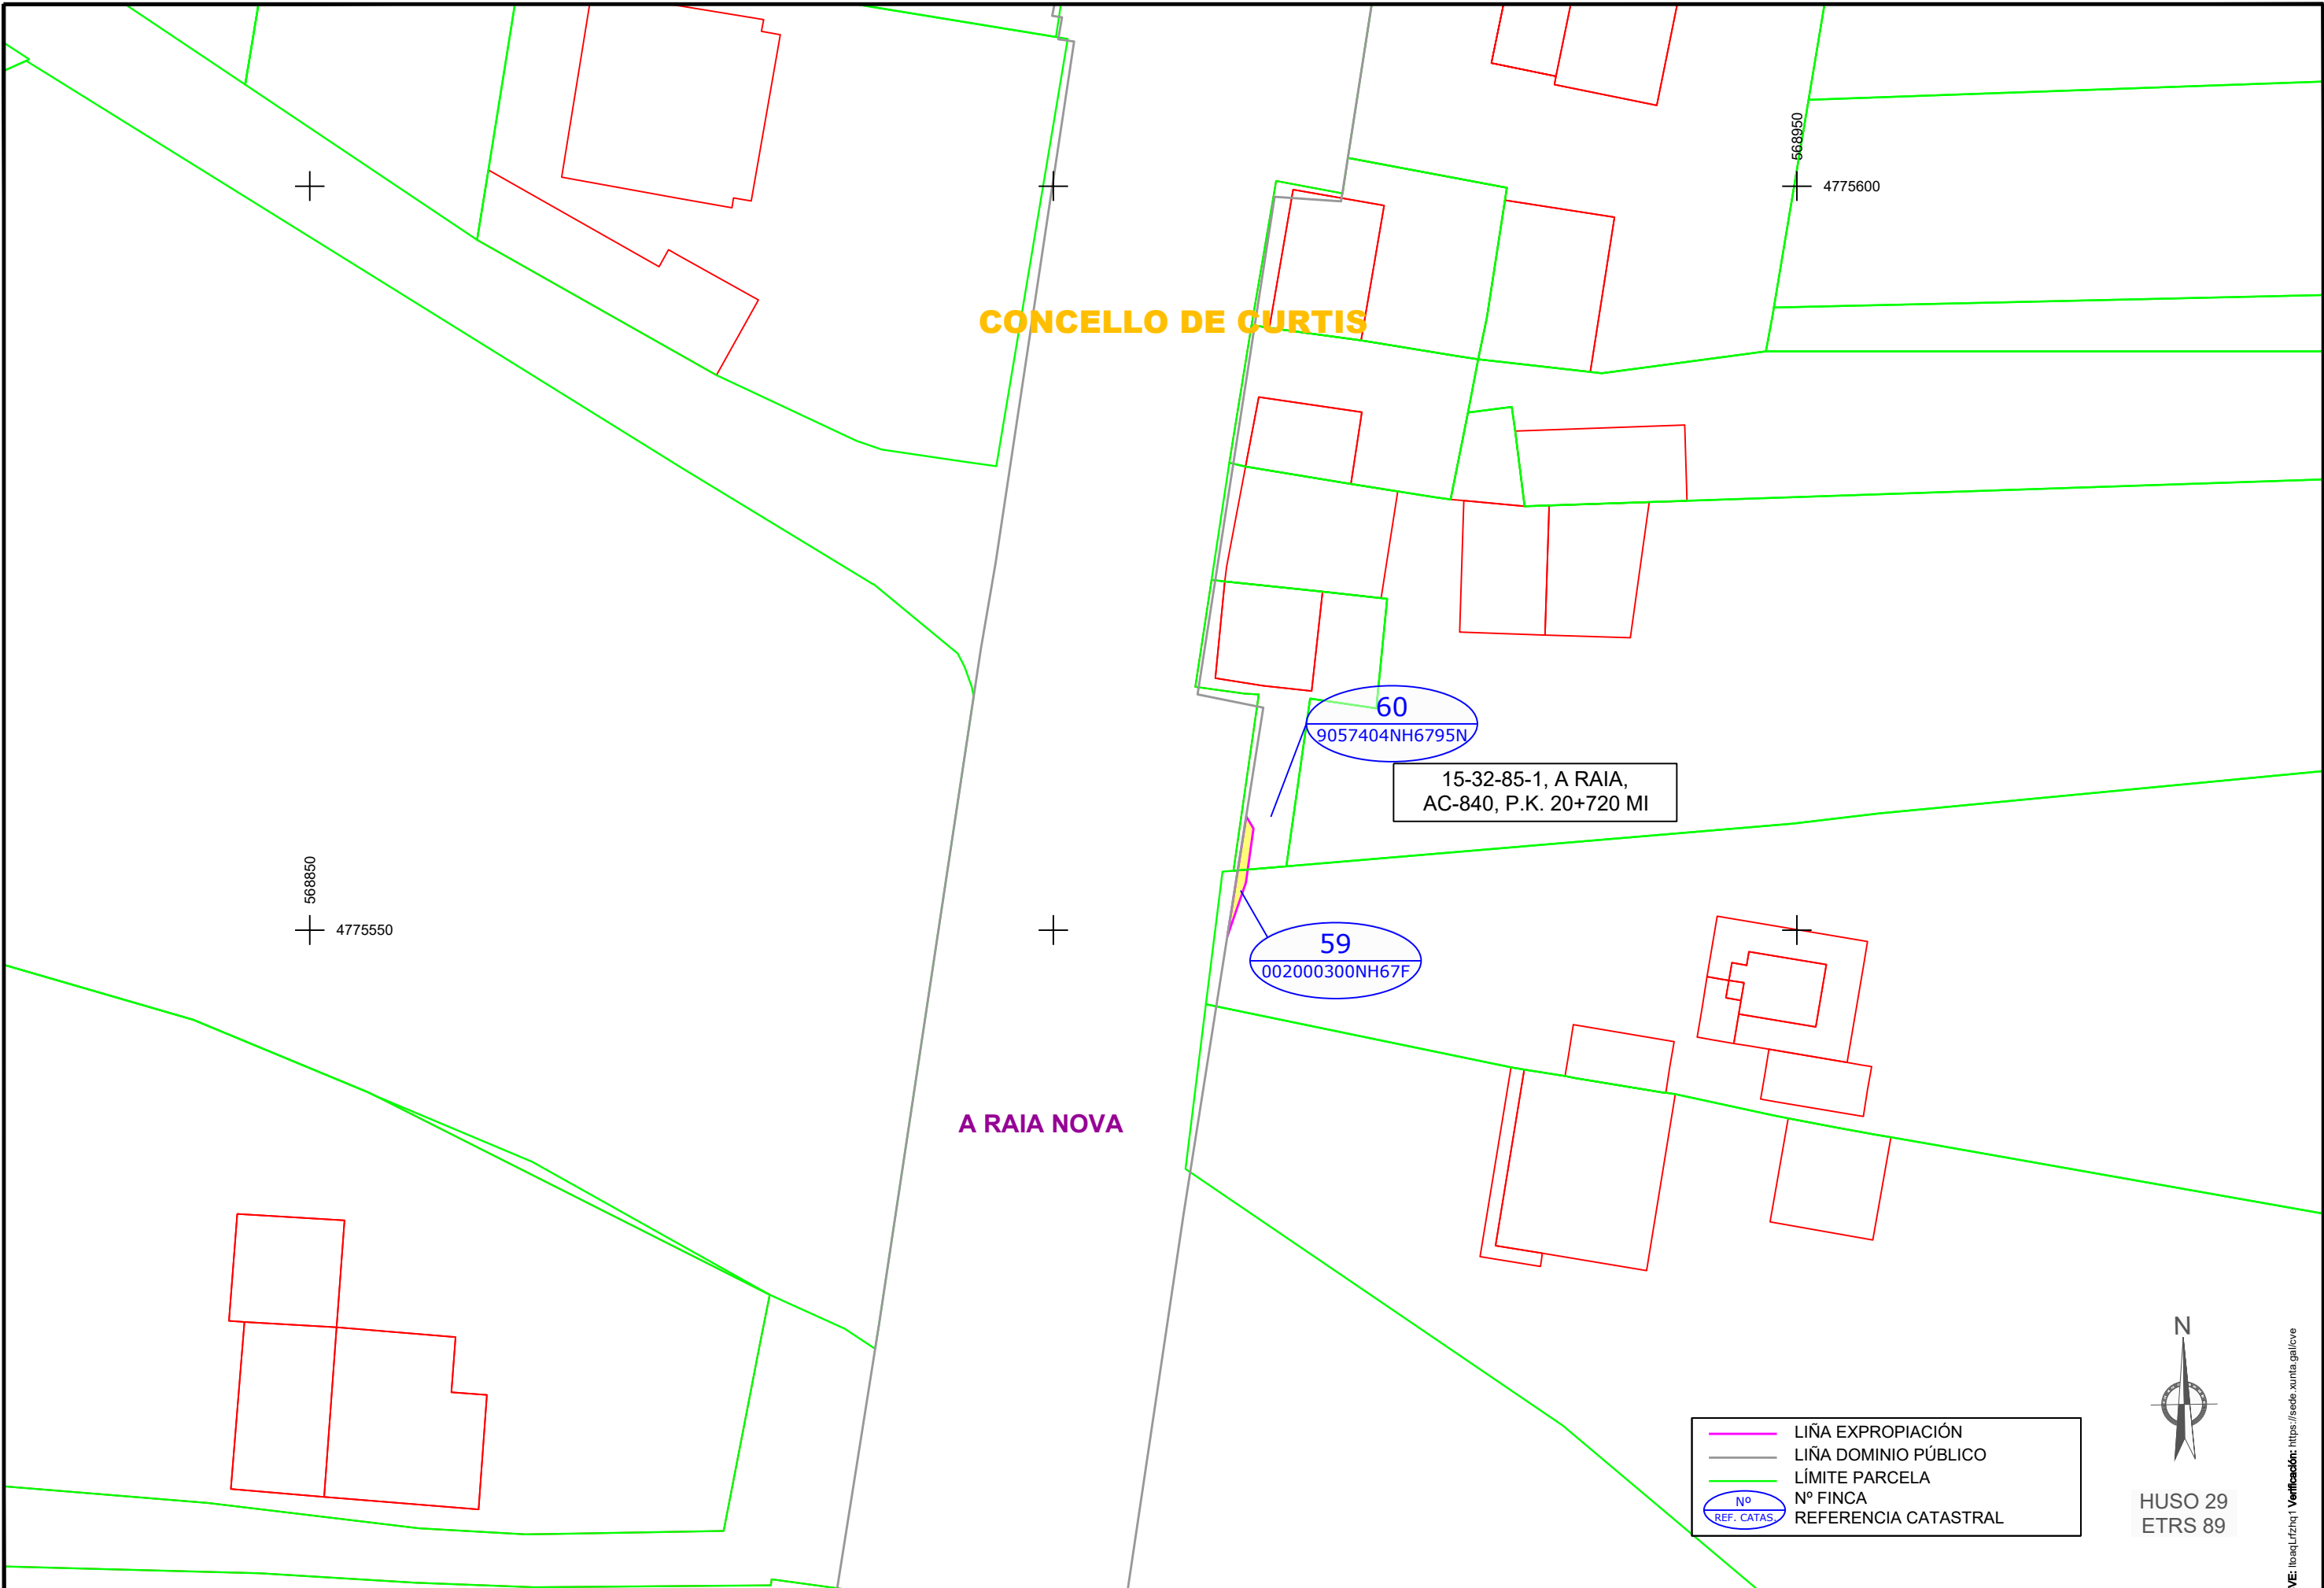 568950
4775600
CONCELLO DE CURTIS
60
9057404NH6795N
15-32-85-1, A RAIA,
AC-840, P.K. 20+720 MI
568850
4775550
59
002000300NH67F
A RAIA NOVA
N
LIÑA EXPROPIACIÓN
LIÑA DOMINIO PÚBLICO
LÍMITE PARCELA
Nº
REF. CATAS.
Nº FINCA
REFERENCIA CATASTRAL
HUSO 29
ETRS 89
Verificación: https://sede.xunta.gal/cve